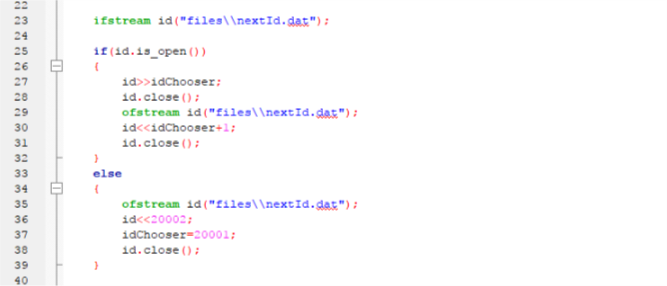 22
23 ifstream id("files\\nextId.dat");
24
25 if(id.is_open())
26 {
27 id>>idChooser;
28 id.close();
29 ofstream id("files\\nextId.dat");
30 id<<idChooser+1;
31 id.close();
32 }
33 else
34 {
35 ofstream id("files\\nextId.dat");
36 id<<20002;
37 idChooser=20001;
38 id.close();
39 }
40